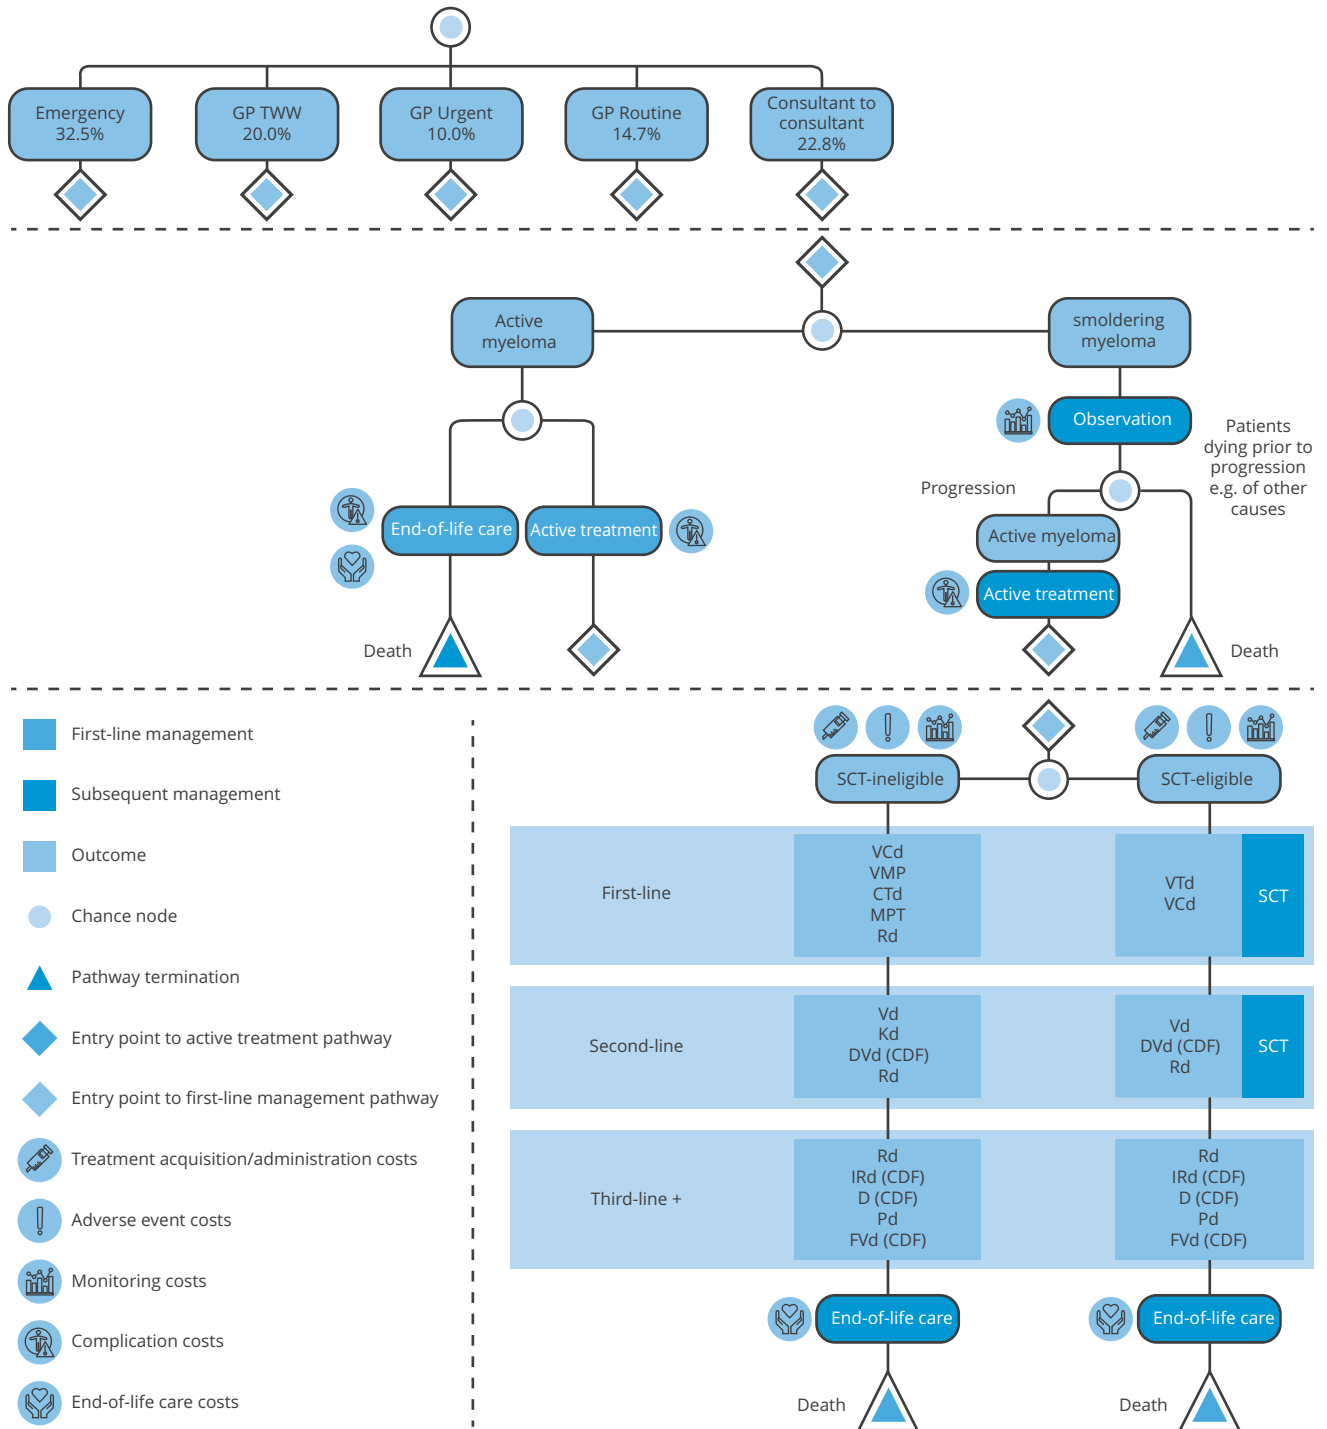 Emergency
32.5%
GP TWW
20.0%
GP Urgent
10.0%
GP Routine
14.7%
Consultant to
consultant
22.8%
Active
myeloma
smoldering
myeloma
Observation
Patients
dying prior to
progression
e.g. of other
causes
Progression
End-of-life care
Active treatment
Active myeloma
Active treatment
Death
Death
First-line management
Subsequent management
Outcome
Chance node
Pathway termination
Entry point to active treatment pathway
Entry point to first-line management pathway
Treatment acquisition/administration costs
Adverse event costs
Monitoring costs
Complication costs
End-of-life care costs
SCT-ineligible
SCT-eligible
First-line
VCd
VMP
CTd
MPT
Rd
VTd
VCd
SCT
Second-line
Vd
Kd
DVd (CDF)
Rd
Vd
DVd (CDF)
Rd
SCT
Third-line +
Rd
IRd (CDF)
D (CDF)
Pd
FVd (CDF)
Rd
IRd (CDF)
D (CDF)
Pd
FVd (CDF)
End-of-life care
End-of-life care
Death
Death